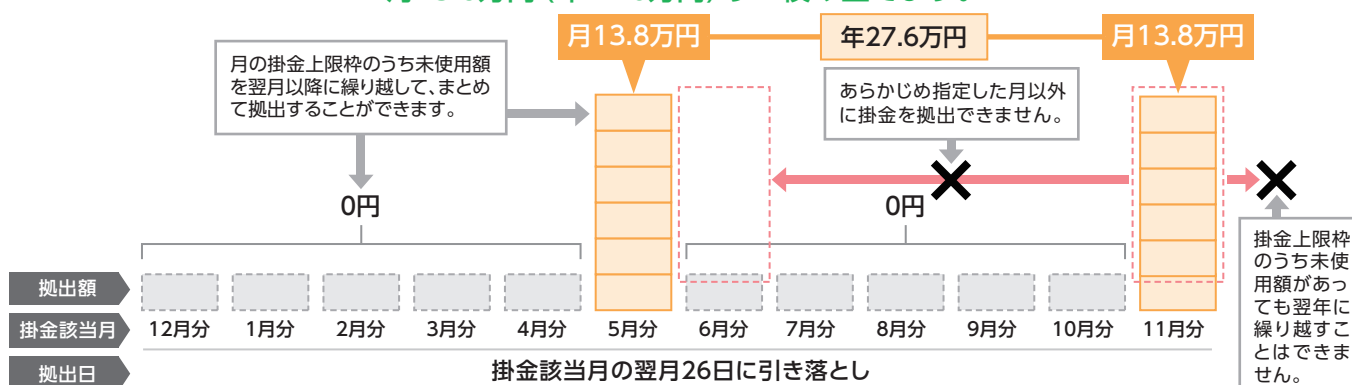 月13.8万円
年27.6万円
月13.8万円
月の掛金上限枠のうち未使用額
を翌月以降に繰り越して、まとめ
て拠出することができます。
あらかじめ指定した月以外
に掛金を拠出できません。
0円
0円
掛金上限枠
のうち未使
用額があっ
ても翌年に
繰り越すこ
とはできま
せん。
拠出額
掛金該当月
12月分 1月分 2月分 3月分 4月分 5月分 6月分 7月分 8月分 9月分 10月分 11月分
拠出日
掛金該当月の翌月26日に引き落とし